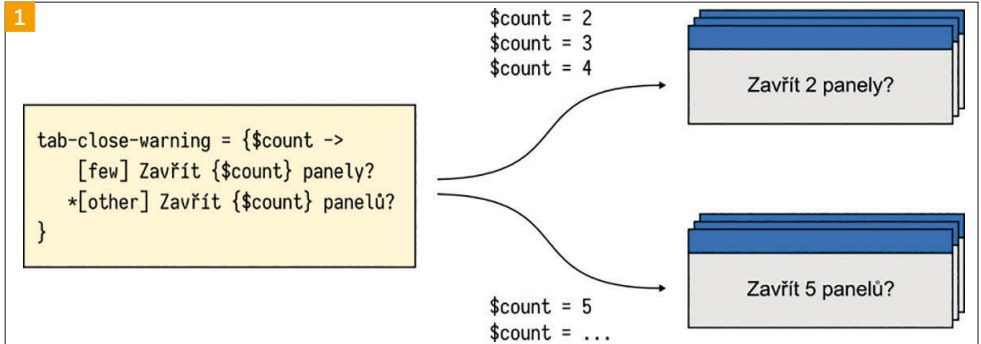 1
$count = 2
$count = 3
$count = 4
tab-close-warning = {$count ->
[few] Zavřít {$count} panely?
*[other] Zavřít {$count} panelů?
}
Zavřít 2 panely?
$count = 5
$count = ...
Zavřít 5 panelů?